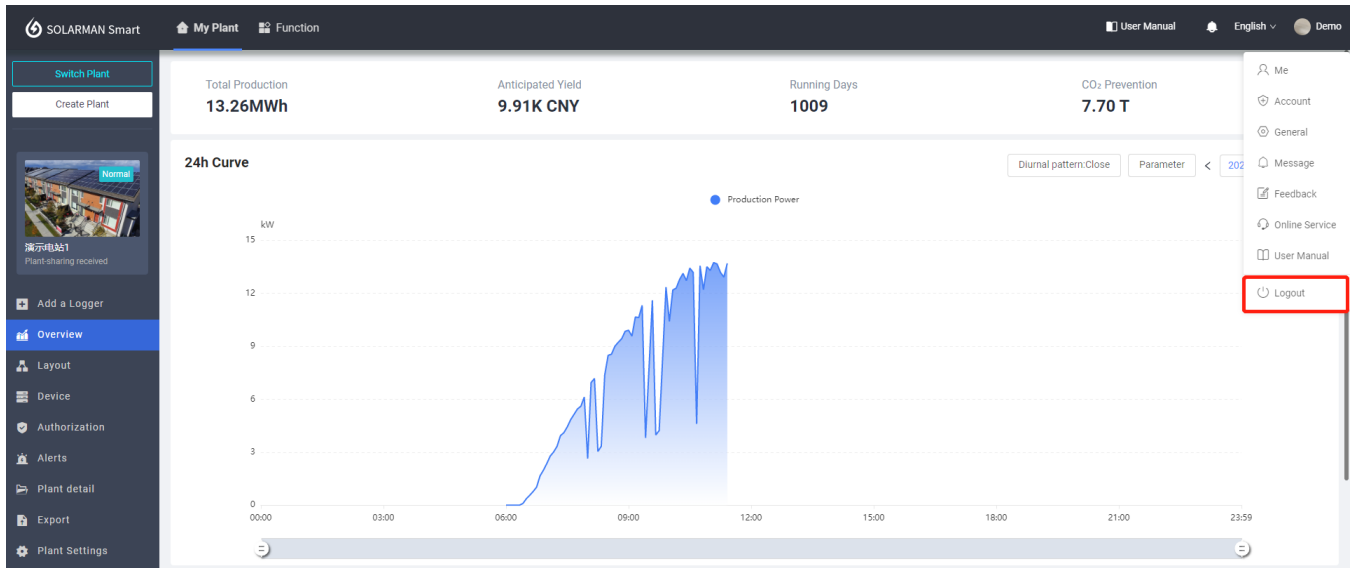 SOLARMAN Smart
My Plant
Function
User Manual
English
Demo
Switch Plant
Create Plant
Normal
演示电站1
Plant-sharing received
Add a Logger
Overview
Layout
Device
Authorization
Alerts
Plant detail
Export
Plant Settings
Total Production
13.26MWh
Anticipated Yield
9.91K CNY
Running Days
1009
CO₂ Prevention
7.70 T
24h Curve
Diurnal pattern:Close
Parameter
<
202
Production Power
kW
15
12
9
6
3
0
00:00
03:00
06:00
09:00
12:00
15:00
18:00
21:00
23:59
Me
Account
General
Message
Feedback
Online Service
User Manual
Logout